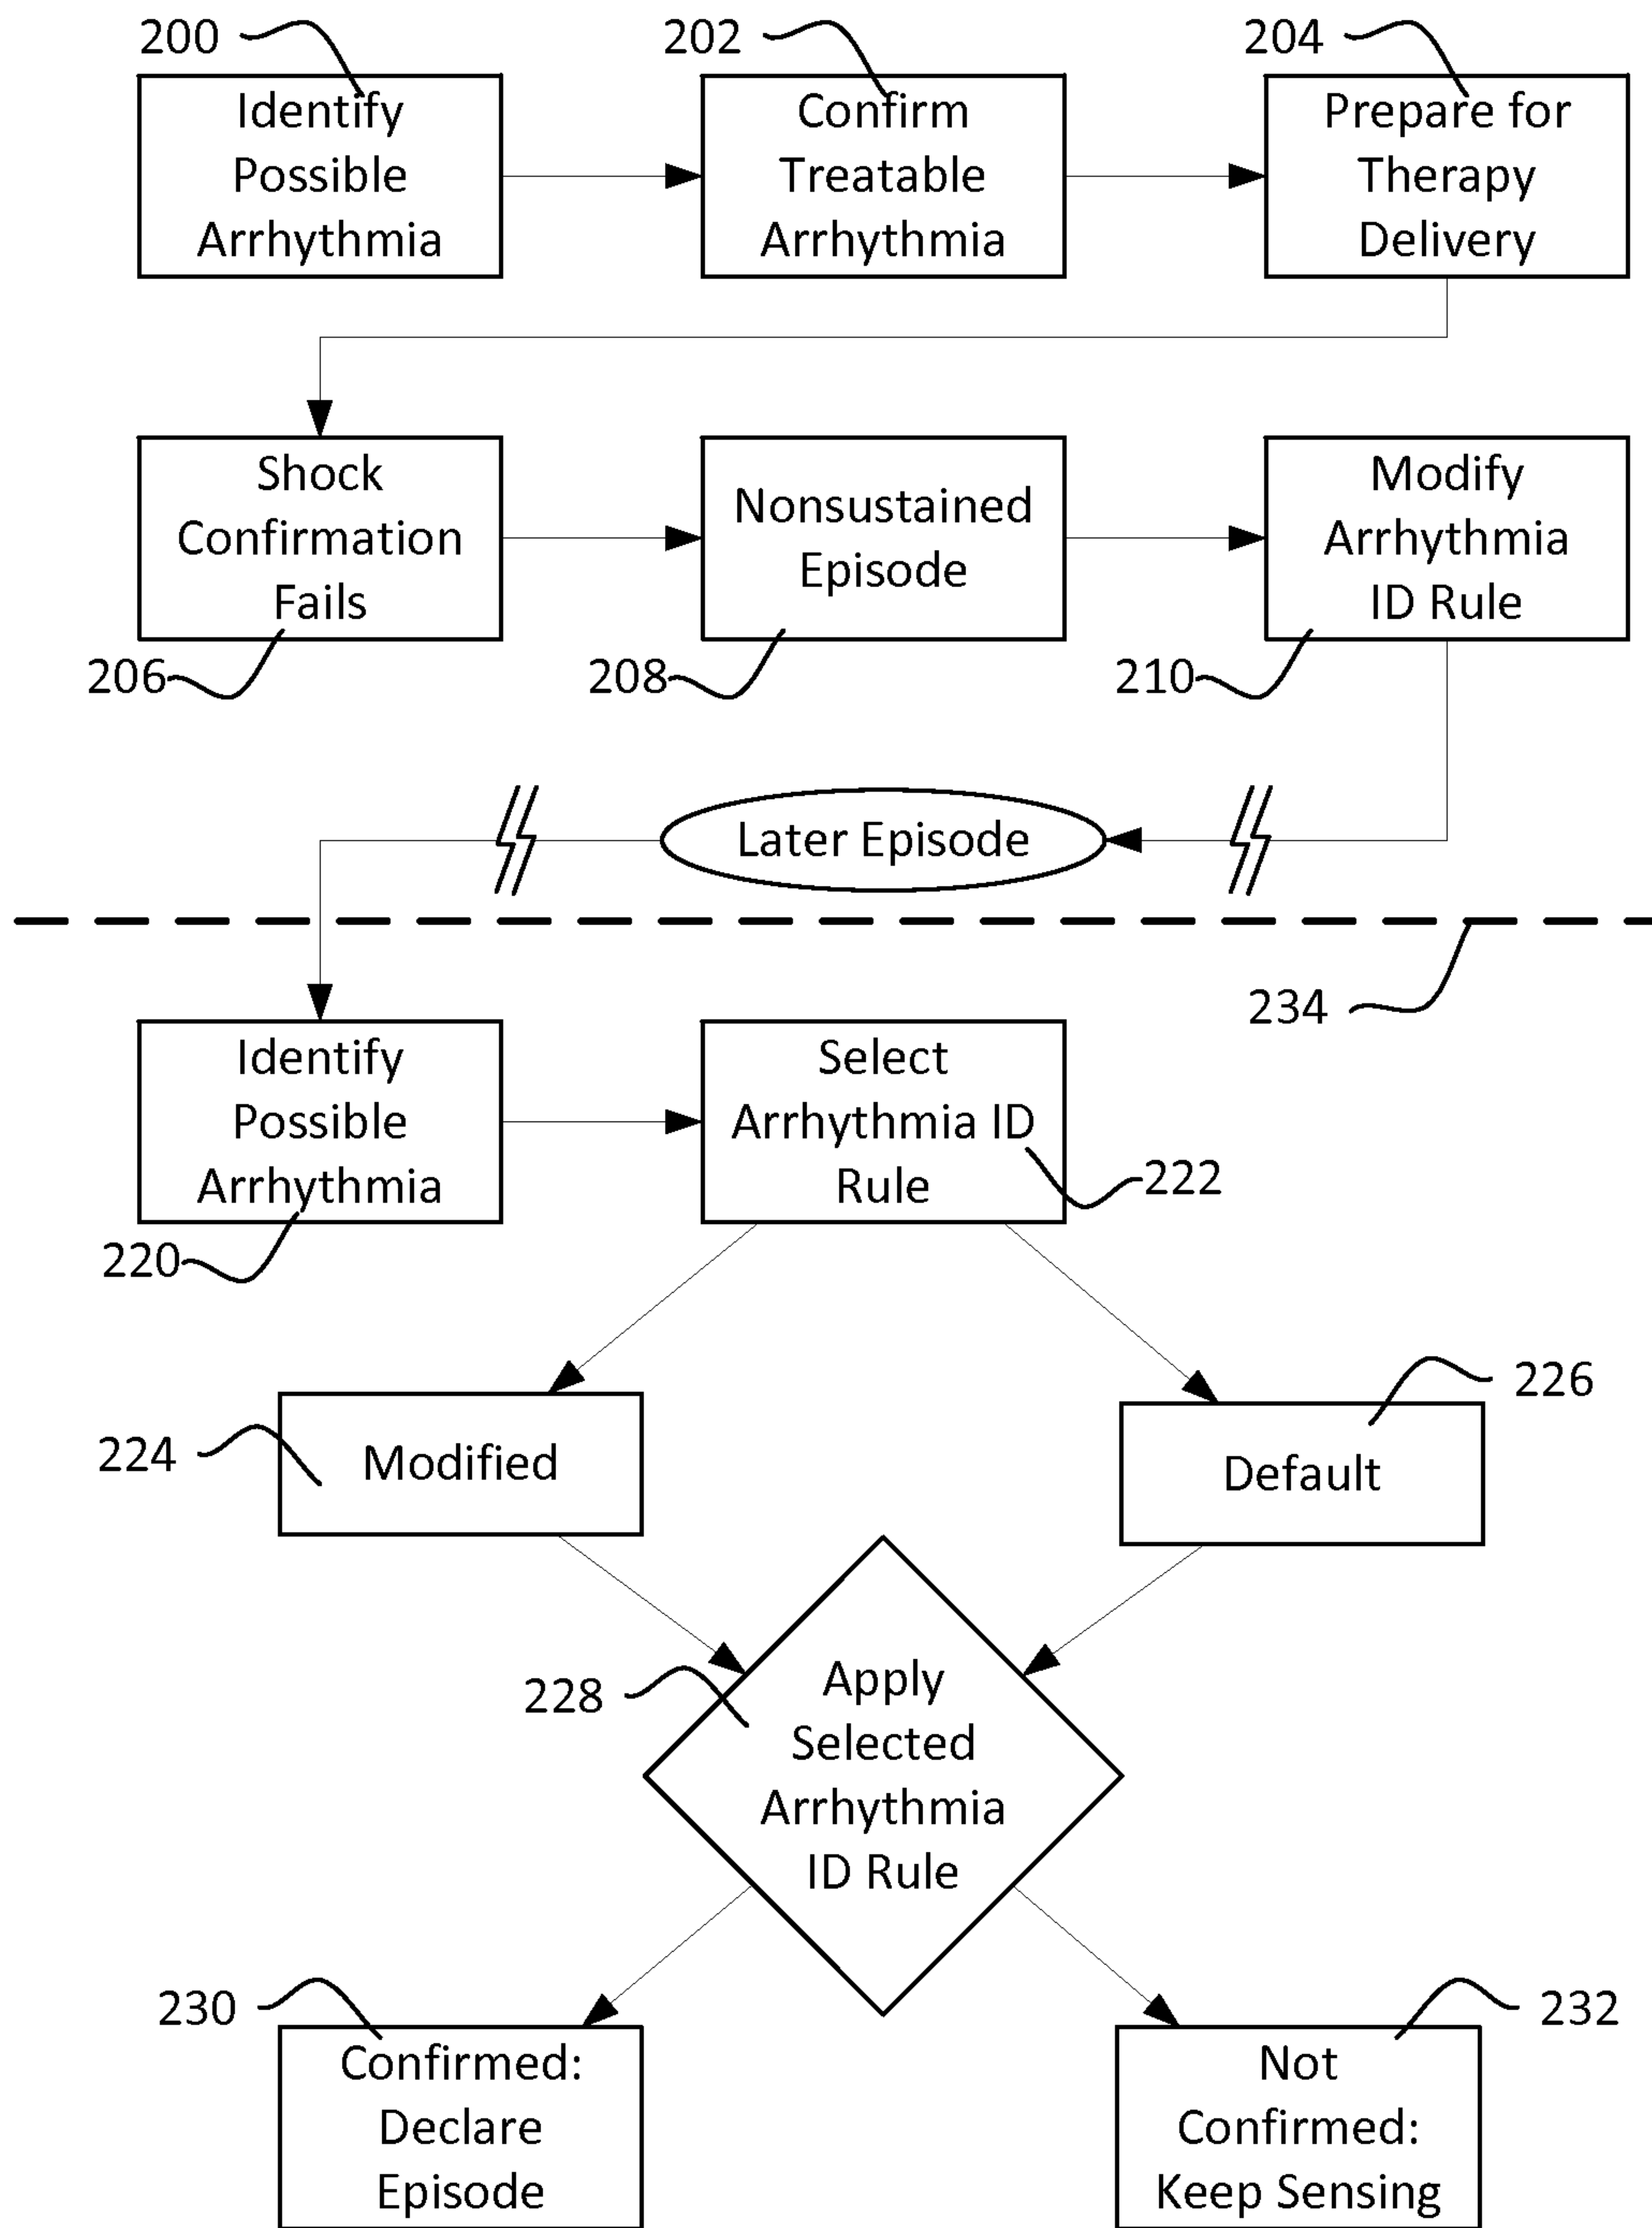 200
202
204
Identify
Possible
Arrhythmia
Confirm
Treatable
Arrhythmia
Prepare for
Therapy
Delivery
Shock
Confirmation
Fails
Nonsustained
Episode
Modify
Arrhythmia
ID Rule
206
208
210
Later Episode
234
Identify
Possible
Arrhythmia
Select
Arrhythmia ID
Rule
222
220
226
224
Modified
Default
228
Apply
Selected
Arrhythmia
ID Rule
230
232
Confirmed:
Declare
Episode
Not
Confirmed:
Keep Sensing